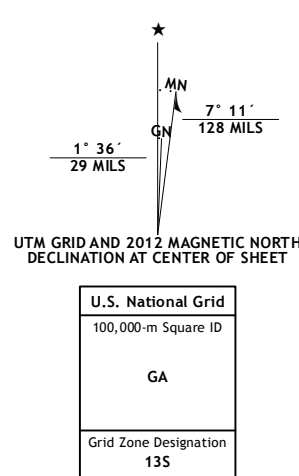 MN
7° 11´
128 MILS
GN
1° 36´
29 MILS
UTM GRID AND 2012 MAGNETIC NORTH
DECLINATION AT CENTER OF SHEET
U.S. National Grid
100,000-m Square ID
GA
Grid Zone Designation
13S